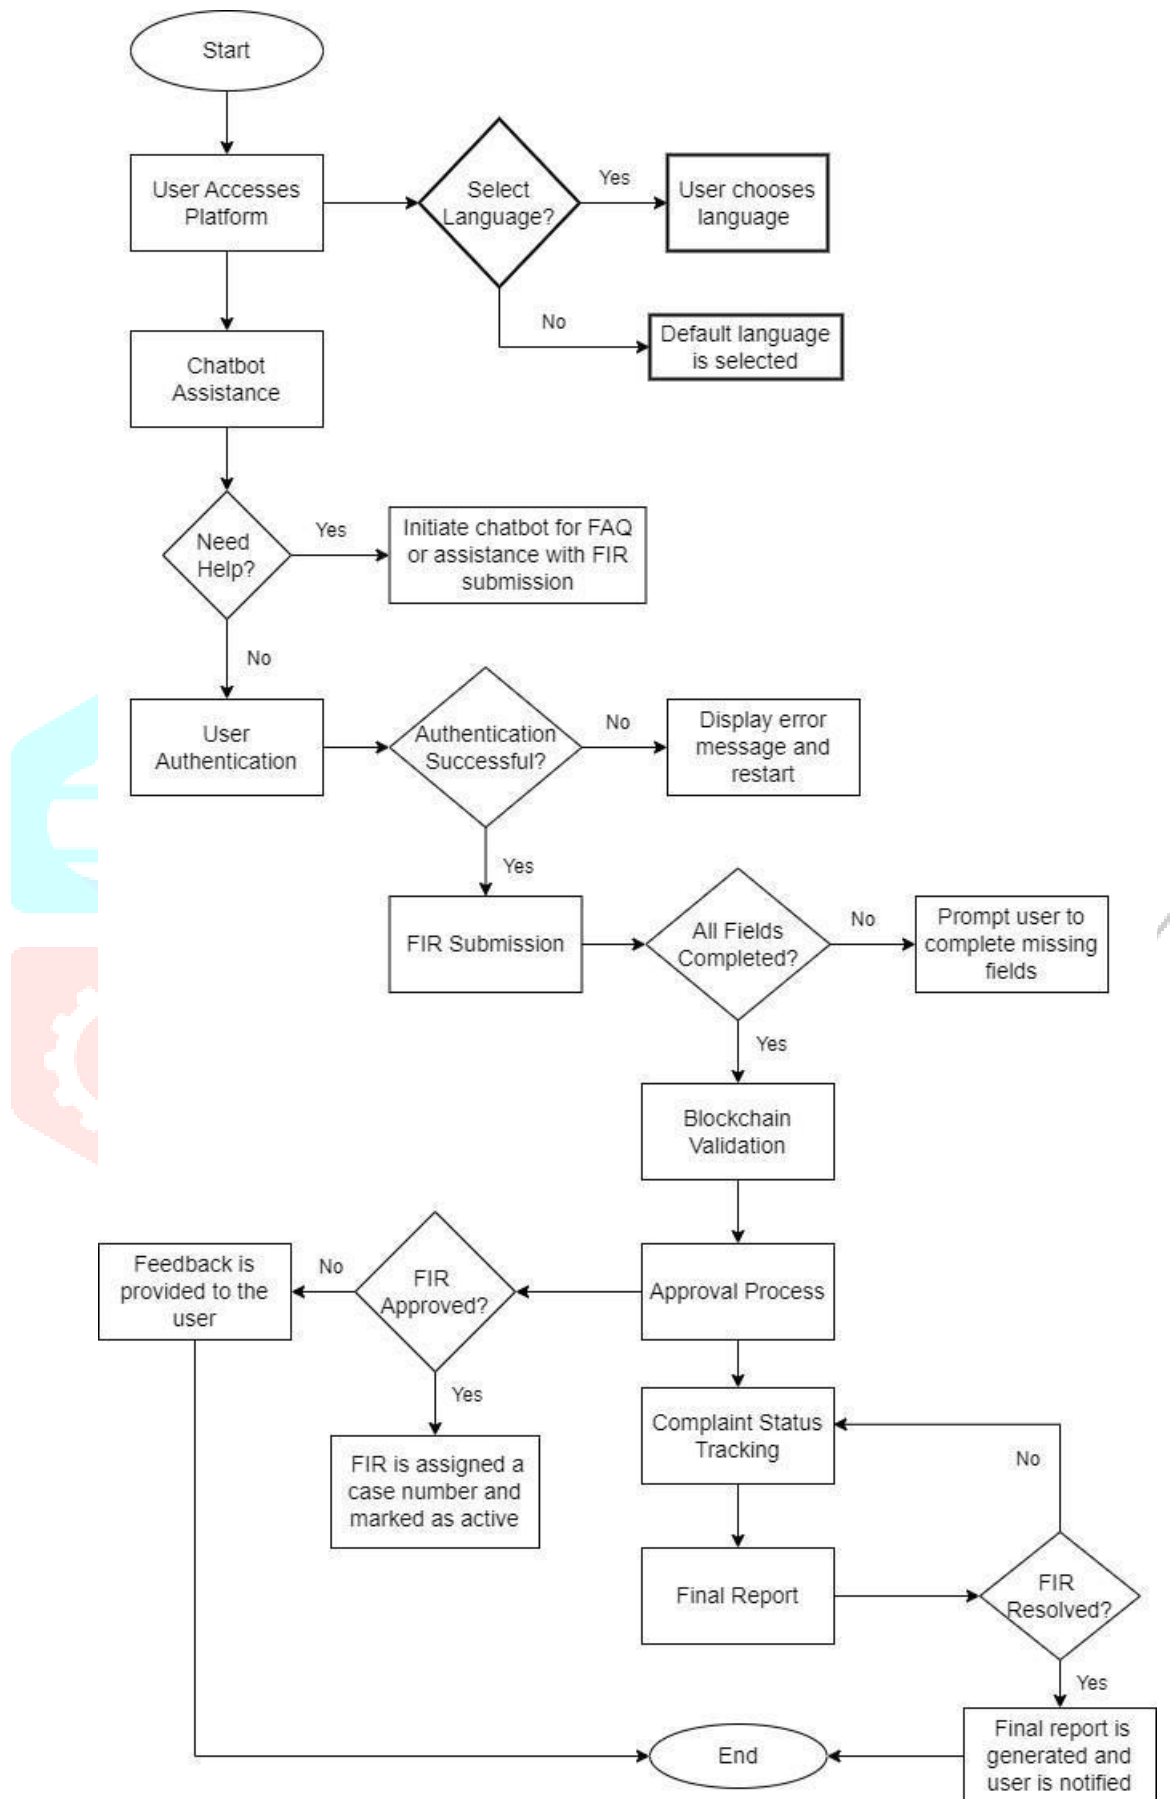 Start
User Accesses
Platform
Select
Language?
Yes
User chooses
language
No
Default language
is selected
Chatbot
Assistance
Need
Help?
Yes
Initiate chatbot for FAQ
or assistance with FIR
submission
No
User
Authentication
Authentication
Successful?
No
Display error
message and
restart
Yes
FIR Submission
All Fields
Completed?
No
Prompt user to
complete missing
fields
Yes
Blockchain
Validation
Approval Process
FIR
Approved?
No
Feedback is
provided to the
user
Yes
FIR is assigned a
case number and
marked as active
Complaint Status
Tracking
No
Final Report
FIR
Resolved?
Yes
Final report is
generated and
user is notified
End